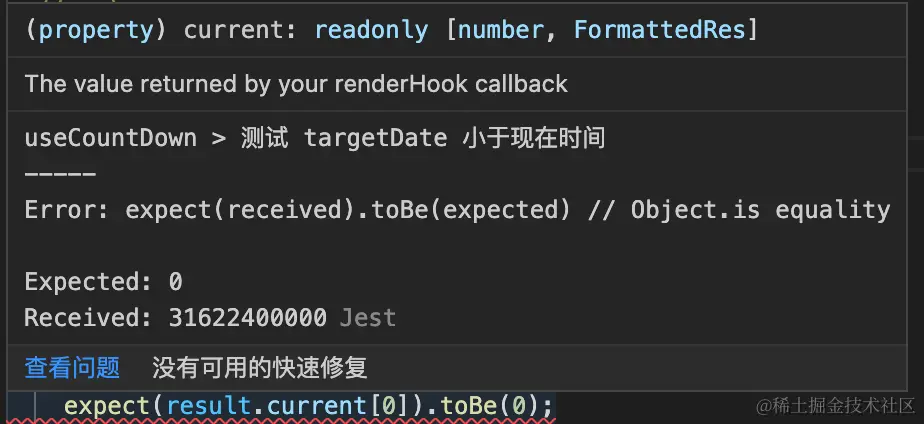 (property) current: readonly [number, FormattedRes]
The value returned by your renderHook callback
useCountDown > 测试 targetDate 小于现在时间
-----
Error: expect(received).toBe(expected) // Object.is equality
Expected: 0
Received: 31622400000 Jest
查看问题 没有可用的快速修复
expect(result.current[0]).toBe(0);
@稀土掘金技术社区